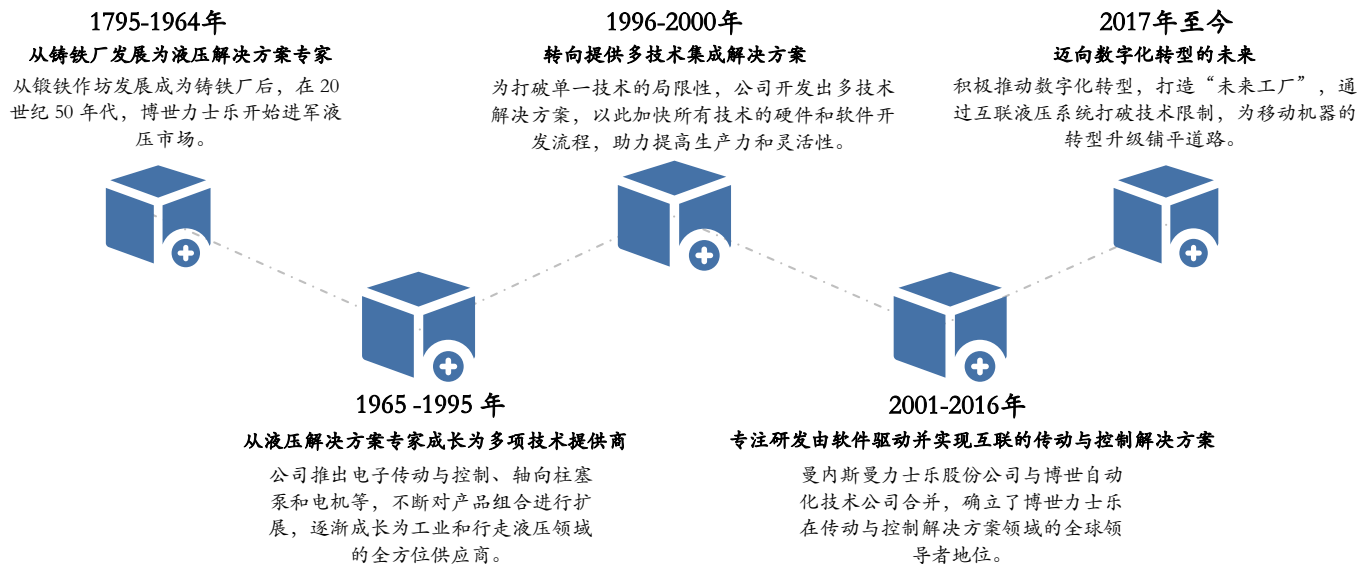 1795-1964年
从铸铁厂发展为液压解决方案专家
从锻铁作坊发展成为铸铁厂后，在 20
世纪 50 年代，博世力士乐开始进军液
压市场。
1996-2000年
转向提供多技术集成解决方案
为打破单一技术的局限性，公司开发出多技术
解决方案，以此加快所有技术的硬件和软件开
发流程，助力提高生产力和灵活性。
2017年至今
迈向数字化转型的未来
积极推动数字化转型，打造“未来工厂”，通
过互联液压系统打破技术限制，为移动机器的
转型升级铺平道路。
1965 -1995 年
从液压解决方案专家成长为多项技术提供商
公司推出电子传动与控制、轴向柱塞
泵和电机等，不断对产品组合进行扩
展，逐渐成长为工业和行走液压领域
的全方位供应商。
2001-2016年
专注研发由软件驱动并实现互联的传动与控制解决方案
曼内斯曼力士乐股份公司与博世自动
化技术公司合并，确立了博世力士乐
在传动与控制解决方案领域的全球领
导者地位。